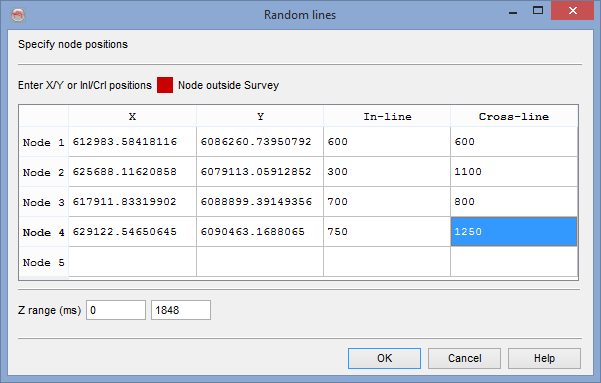 Random lines
Specify node positions
Enter X/Y or Inl/Crl positions Node outside Survey
X Y In-line Cross-line
Node 1 612983.58418116 6086260.73950792 600 600
Node 2 625688.11620858 6079113.05912852 300 1100
Node 3 617911.83319902 6088899.39149356 700 800
Node 4 629122.54650645 6090463.1688065 750 1250
Node 5
Z range (ms) 0 1848
OK Cancel Help